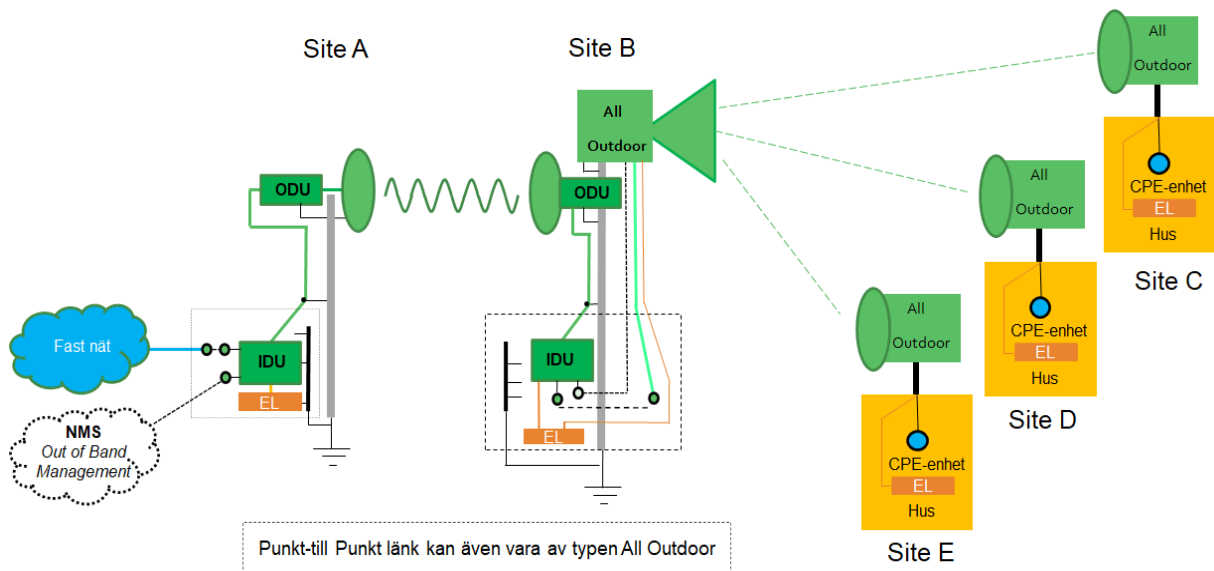 Site A
Site B
All
Outdoor
ODU
ODU
Fast nät
IDU
EL
NMS
Out of Band
Management
IDU
EL
All
Outdoor
CPE-enhet
EL
Hus
Site C
All
Outdoor
CPE-enhet
EL
Hus
Site D
All
Outdoor
CPE-enhet
EL
Hus
Site E
Punkt-till Punkt länk kan även vara av typen All Outdoor